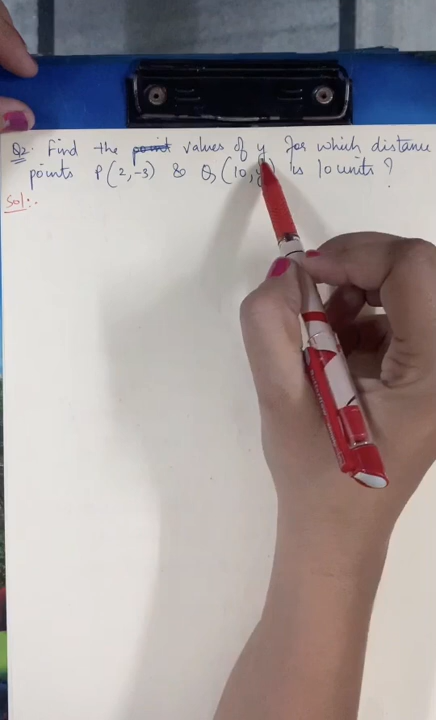 Q2. Find the point values of y for which distance
points P(2,-3) & Q(10,y) is 10 units?
Sol:-